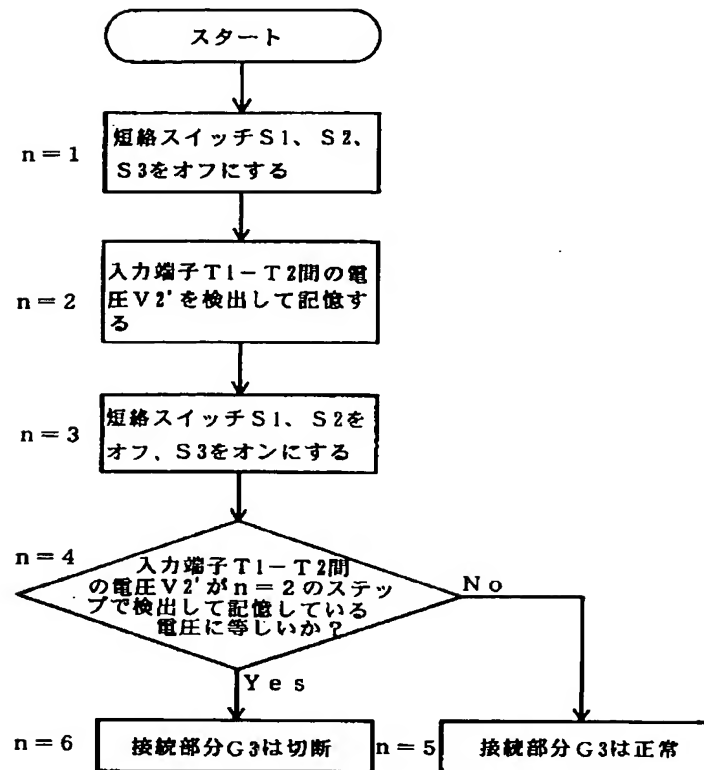 スタート
n=1
短絡スイッチS1、S2、
S3をオフにする
n=2
入力端子T1-T2間の電
圧V2'を検出して記憶す
る
n=3
短絡スイッチS1、S2を
オフ、S3をオンにする
n=4
入力端子T1-T2間
の電圧V2'がn=2のステッ
プで検出して記憶している
電圧に等しいか?
No
Yes
n=6
接続部分G3は切断
n=5
接続部分G3は正常